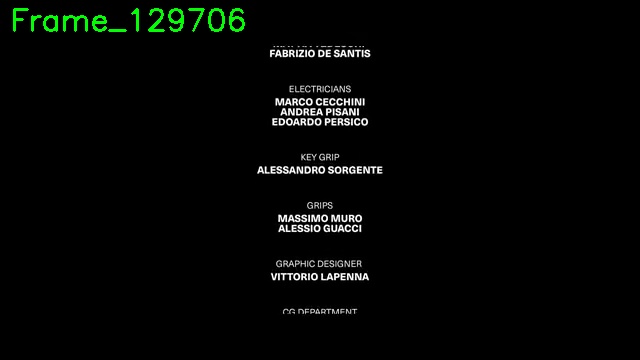 Frame_129706
FABRIZIO DE SANTIS
ELECTRICIANS
MARCO CECCHINI
ANDREA PISANI
EDOARDO PERSICO
KEY GRIP
ALESSANDRO SORGENTE
GRIPS
MASSIMO MURO
ALESSIO GUACCI
GRAPHIC DESIGNER
VITTORIO LAPENNA
CG DEPARTMENT